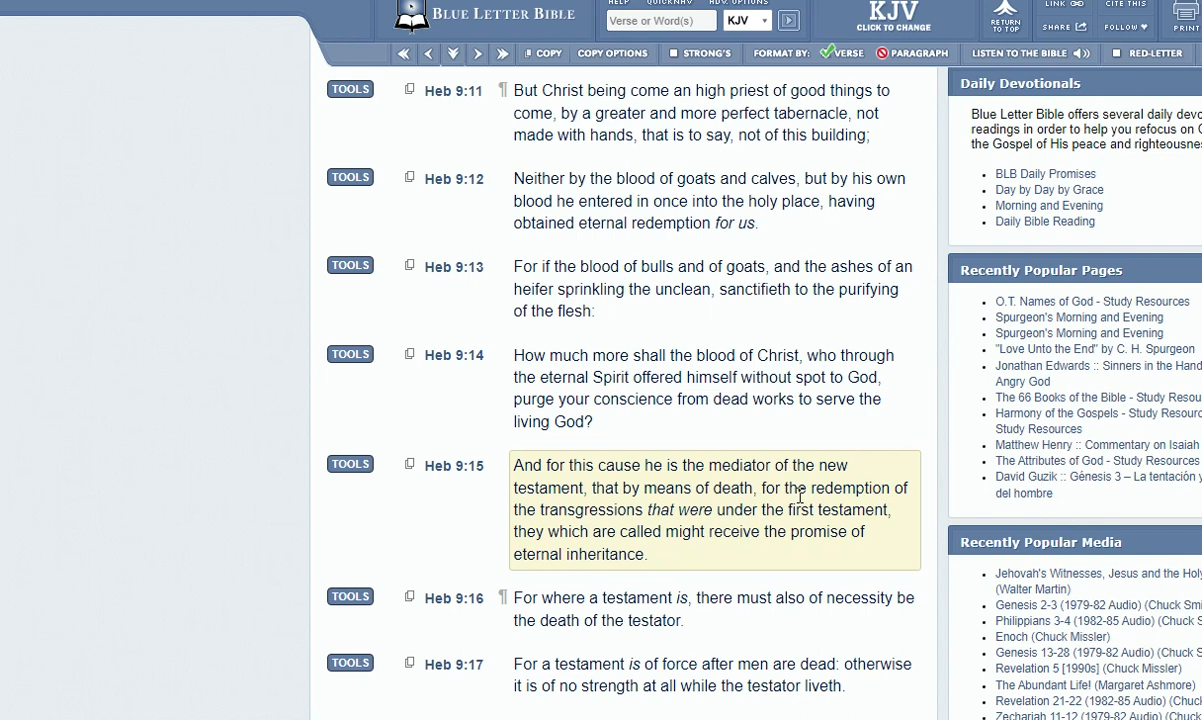 HELP QUICKNAV ADV. OPTIONS
BLUE LETTER BIBLE
Verse or Word(s)
KJV
KJV
CLICK TO CHANGE
RETURN
TO TOP
LINK
CITE THIS
SHARE
FOLLOW
PRINT
COPY
COPY OPTIONS
STRONG'S
FORMAT BY:
VERSE
PARAGRAPH
LISTEN TO THE BIBLE
RED-LETTER
TOOLS
Heb 9:11
¶ But Christ being come an high priest of good things to
come, by a greater and more perfect tabernacle, not
made with hands, that is to say, not of this building;
TOOLS
Heb 9:12
Neither by the blood of goats and calves, but by his own
blood he entered in once into the holy place, having
obtained eternal redemption for us.
TOOLS
Heb 9:13
For if the blood of bulls and of goats, and the ashes of an
heifer sprinkling the unclean, sanctifieth to the purifying
of the flesh:
TOOLS
Heb 9:14
How much more shall the blood of Christ, who through
the eternal Spirit offered himself without spot to God,
purge your conscience from dead works to serve the
living God?
TOOLS
Heb 9:15
And for this cause he is the mediator of the new
testament, that by means of death, for the redemption of
the transgressions that were under the first testament,
they which are called might receive the promise of
eternal inheritance.
TOOLS
Heb 9:16
¶ For where a testament is, there must also of necessity be
the death of the testator.
TOOLS
Heb 9:17
For a testament is of force after men are dead: otherwise
it is of no strength at all while the testator liveth.
Daily Devotionals
Blue Letter Bible offers several daily devo
readings in order to help you refocus on C
the Gospel of His peace and righteousnes
BLB Daily Promises
Day by Day by Grace
Morning and Evening
Daily Bible Reading
Recently Popular Pages
O.T. Names of God - Study Resources
Spurgeon's Morning and Evening
Spurgeon's Morning and Evening
"Love Unto the End" by C. H. Spurgeon
Jonathan Edwards :: Sinners in the Hand
Angry God
The 66 Books of the Bible - Study Resou
Harmony of the Gospels - Study Resourc
Study Resources
Matthew Henry :: Commentary on Isaiah
The Attributes of God - Study Resources
David Guzik :: Génesis 3 – La tentación y
del hombre
Recently Popular Media
Jehovah's Witnesses, Jesus and the Holy
(Walter Martin)
Genesis 2-3 (1979-82 Audio) (Chuck Smi
Philippians 3-4 (1982-85 Audio) (Chuck S
Enoch (Chuck Missler)
Genesis 13-28 (1979-82 Audio) (Chuck S
Revelation 5 [1990s] (Chuck Missler)
The Abundant Life! (Margaret Ashmore)
Revelation 21-22 (1982-85 Audio) (Chuck
Zechariah 11-12 (1979-82 Audio) (Chuck